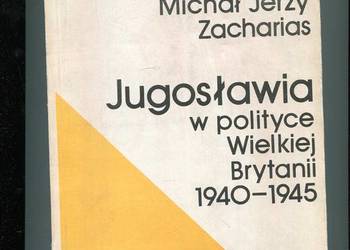 Michał Jerzy
Zacharias
Jugosławia
w polityce
Wielkiej
Brytanii
1940-1945